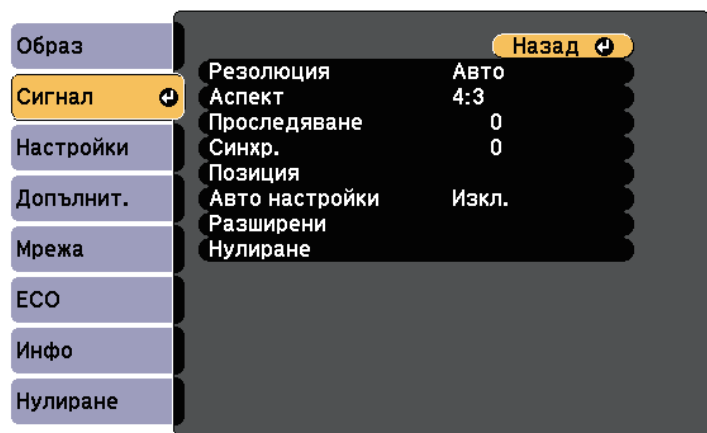 Образ
Сигнал
Настройки
Допълнит.
Мрежа
ECO
Инфо
Нулиране
Назад
Резолюция Авто
Аспект 4:3
Проследяване 0
Синхр. 0
Позиция
Авто настройки Изкл.
Разширени
Нулиране